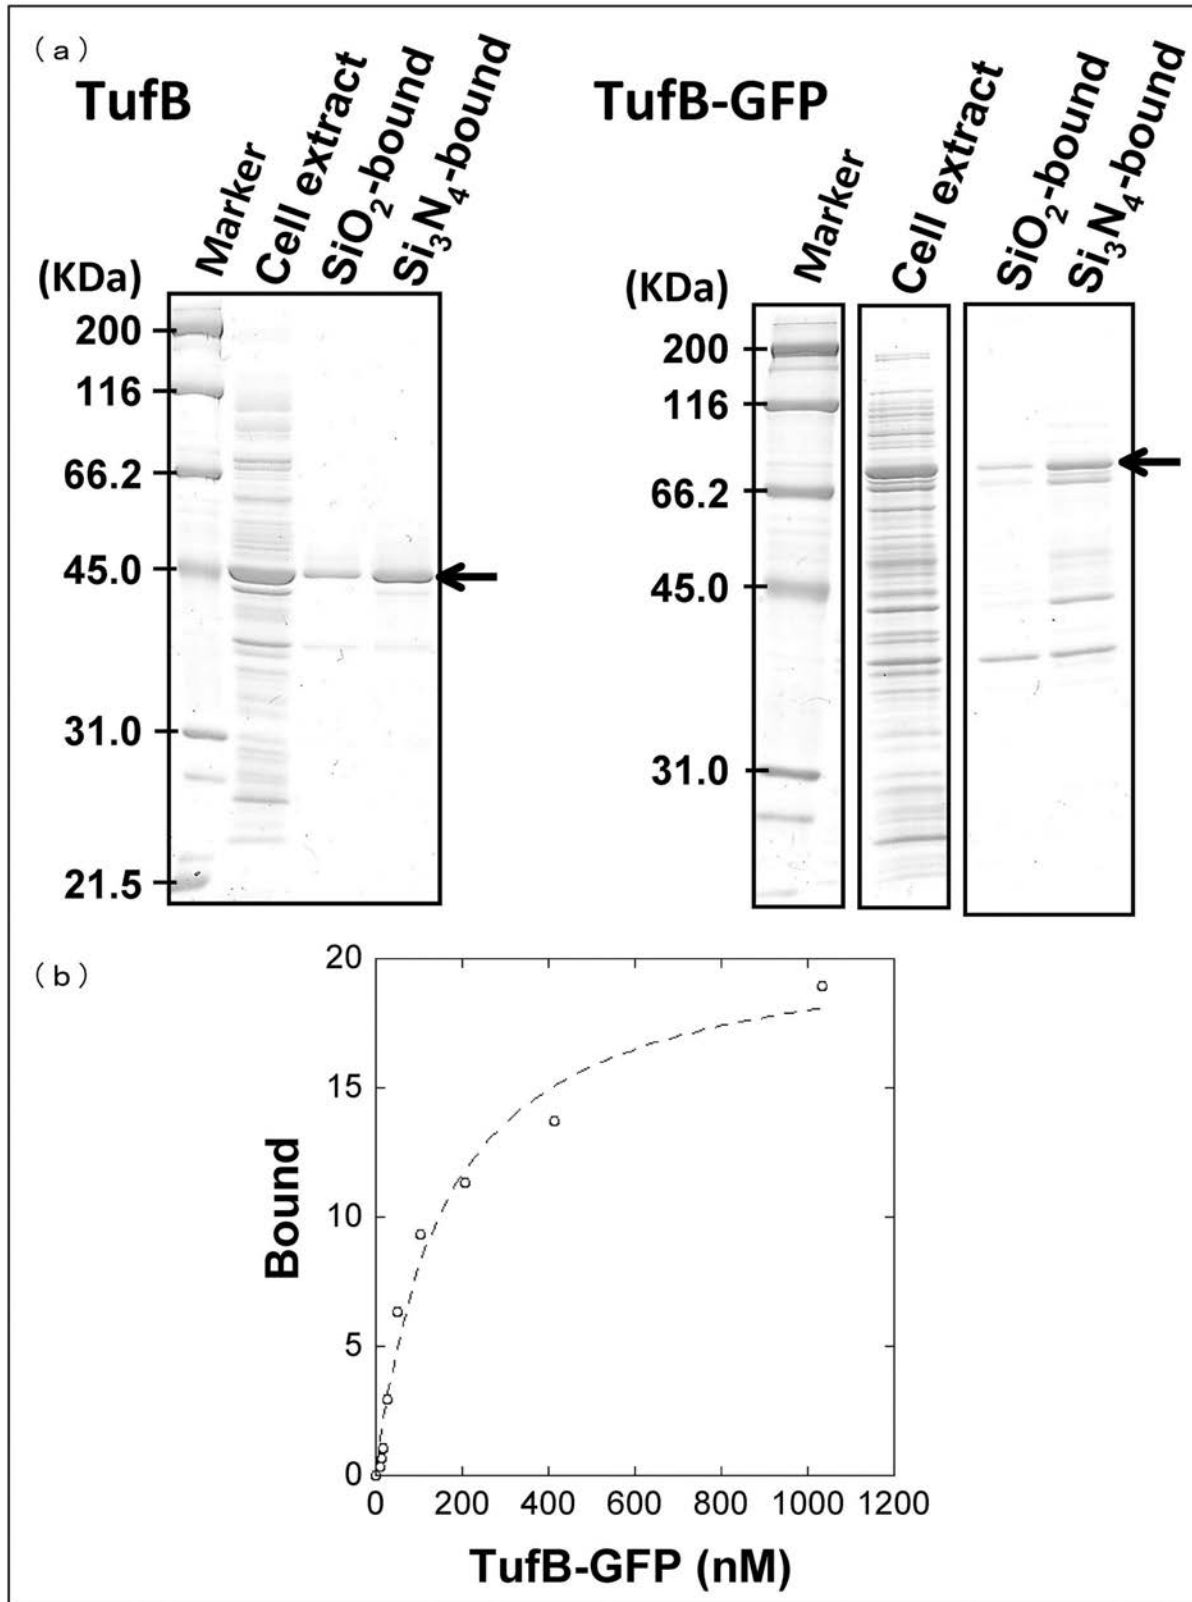 (a)
TufB
Marker
Cell extract
SiO2-bound
Si3N4-bound
(KDa)
200
116
66.2
45.0
31.0
21.5
TufB-GFP
Marker
Cell extract
SiO2-bound
Si3N4-bound
(KDa)
200
116
66.2
45.0
31.0
(b)
20
15
10
5
0
Bound
0 200 400 600 800 1000 1200
TufB-GFP (nM)